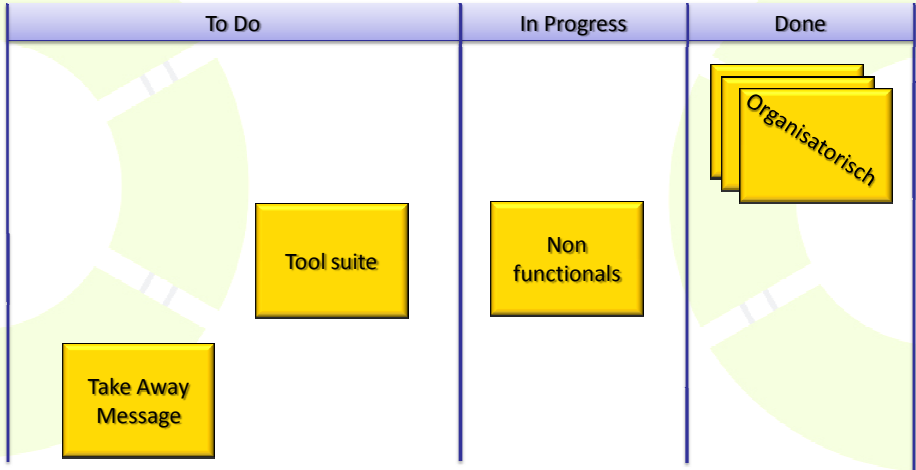 To Do
In Progress
Done
Organisatorisch
Tool suite
Non
functionals
Take Away
Message